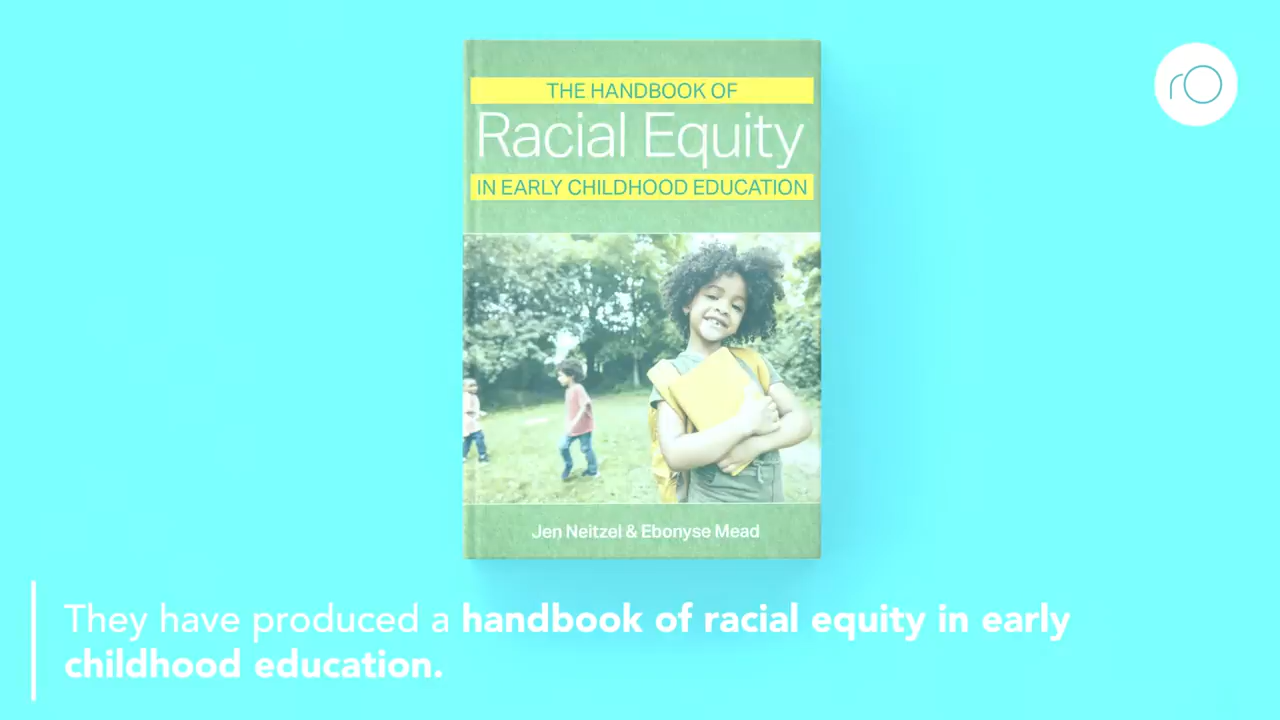 THE HANDBOOK OF
Racial Equity
IN EARLY CHILDHOOD EDUCATION
Jen Neitzel & Ebonyse Mead
They have produced a handbook of racial equity in early
childhood education.
ro